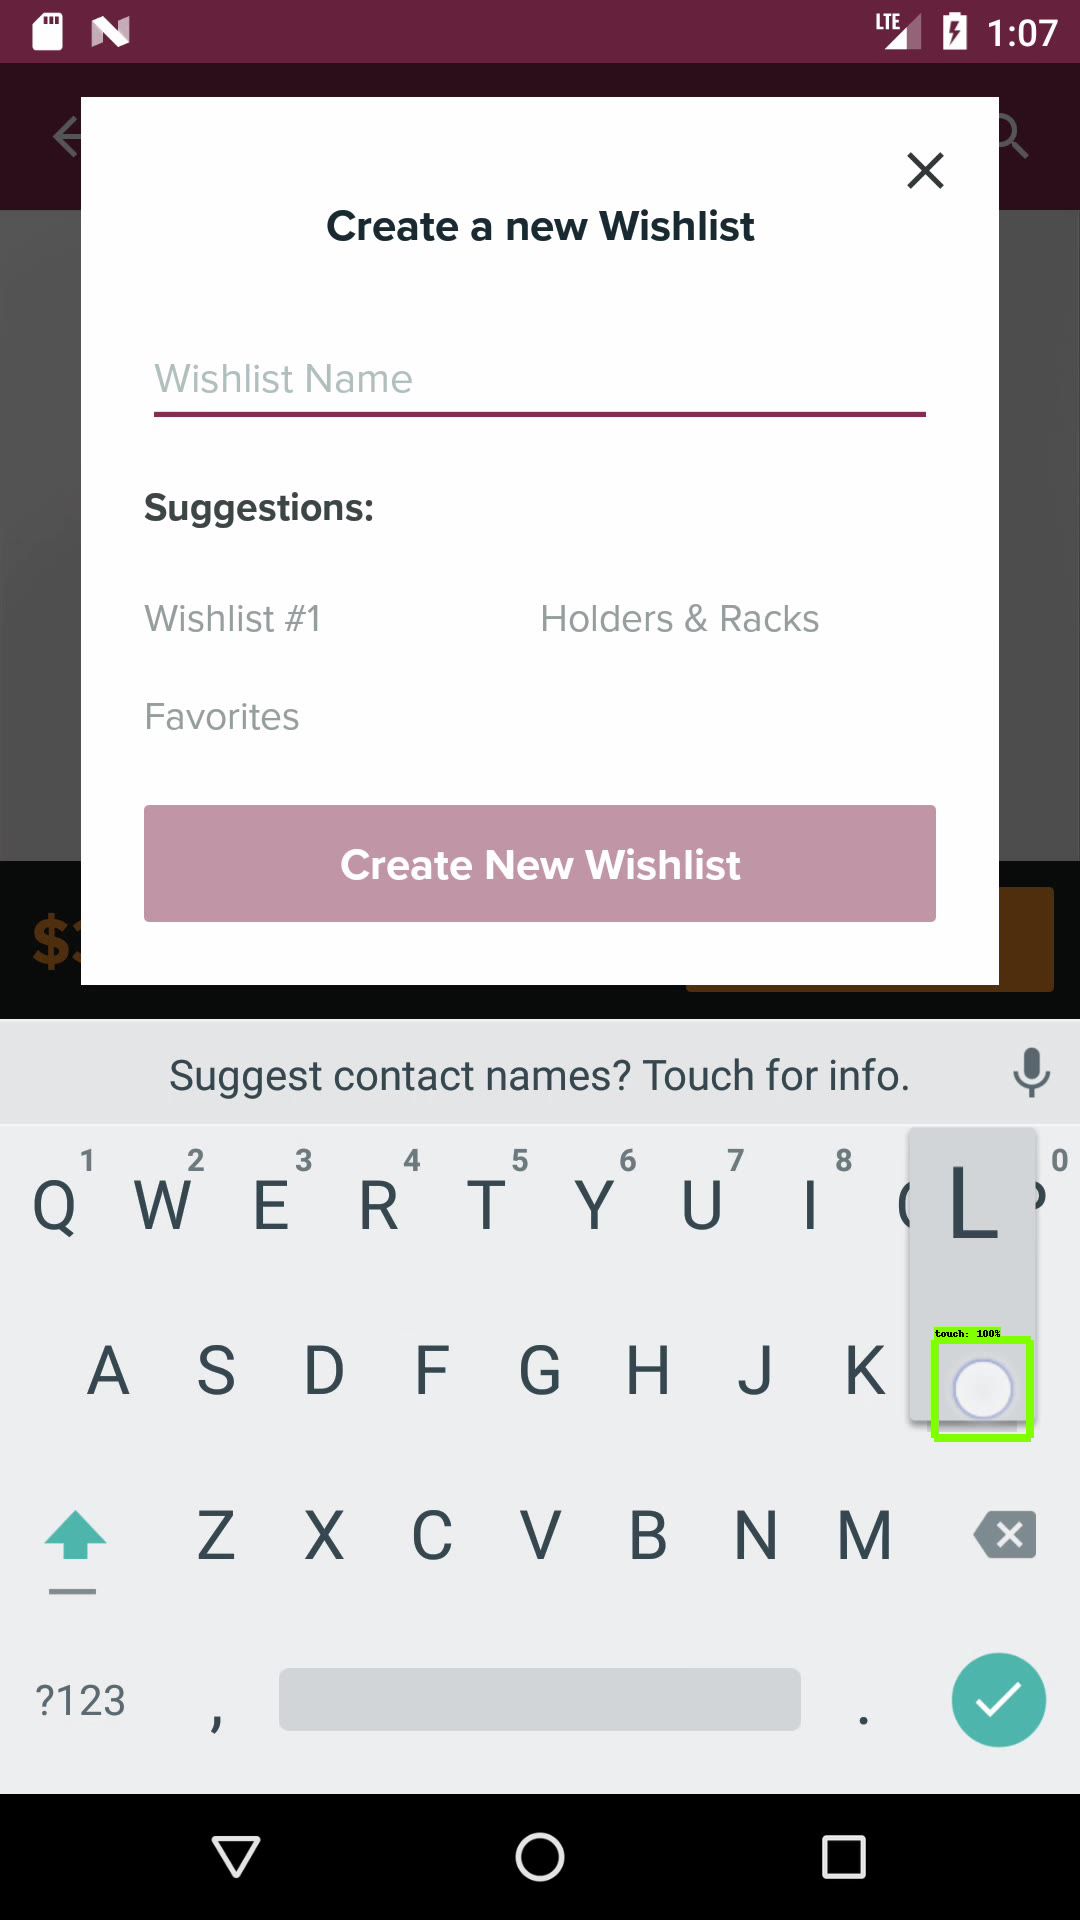 LTE 1:07
Create a new Wishlist
Wishlist Name
Suggestions:
Wishlist #1 Holders & Racks
Favorites
Create New Wishlist
Suggest contact names? Touch for info.
1 2 3 4 5 6 7 8 0
Q W E R T Y U I L
touch: 100%
A S D F G H J K
Z X C V B N M
?123 , .